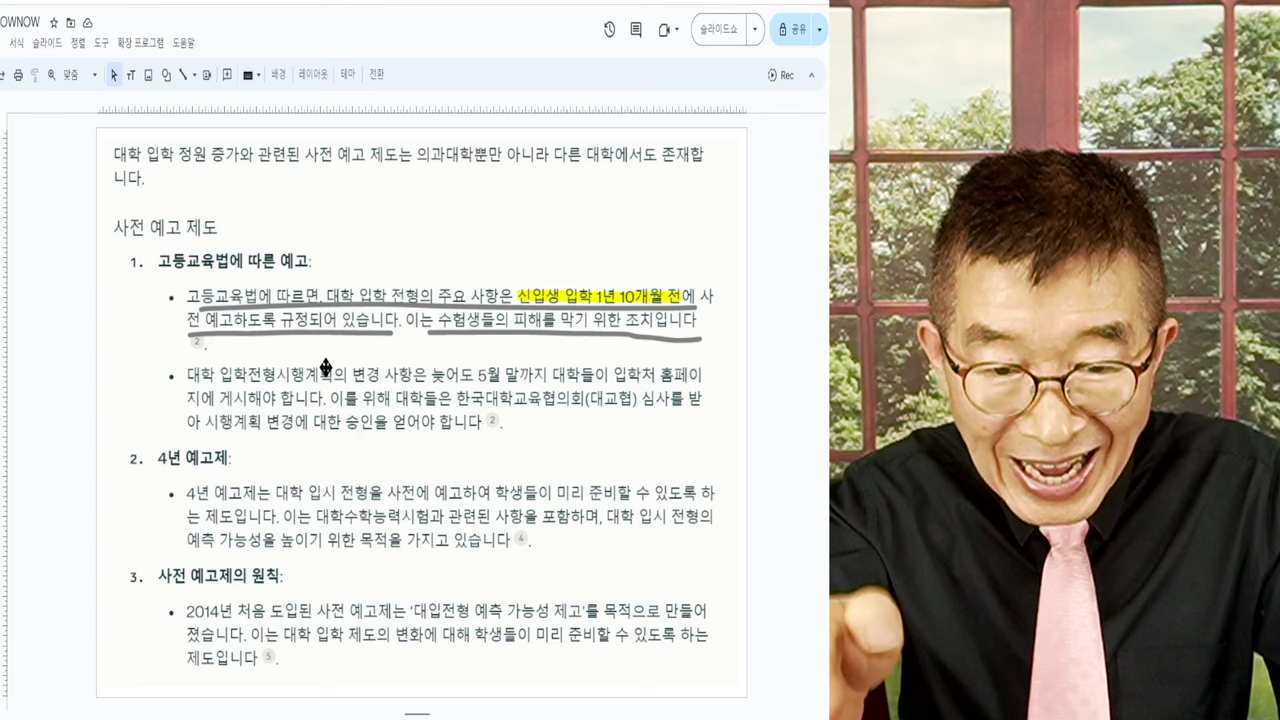 OWNOW
서식 슬라이드 정렬 도구 확장 프로그램 도움말
슬라이드쇼
공유
맞춤
배경 레이아웃 테마 전환
Rec
대학 입학 정원 증가와 관련된 사전 예고 제도는 의과대학뿐만 아니라 다른 대학에서도 존재합
니다.
사전 예고 제도
1. 고등교육법에 따른 예고:
• 고등교육법에 따르면, 대학 입학 전형의 주요 사항은 신입생 입학 1년 10개월 전에 사
전 예고하도록 규정되어 있습니다. 이는 수험생들의 피해를 막기 위한 조치입니다
2 .
• 대학 입학전형시행계획의 변경 사항은 늦어도 5월 말까지 대학들이 입학처 홈페이
지에 게시해야 합니다. 이를 위해 대학들은 한국대학교육협의회(대교협) 심사를 받
아 시행계획 변경에 대한 승인을 얻어야 합니다 2 .
2. 4년 예고제:
• 4년 예고제는 대학 입시 전형을 사전에 예고하여 학생들이 미리 준비할 수 있도록 하
는 제도입니다. 이는 대학수학능력시험과 관련된 사항을 포함하며, 대학 입시 전형의
예측 가능성을 높이기 위한 목적을 가지고 있습니다 4 .
3. 사전 예고제의 원칙:
• 2014년 처음 도입된 사전 예고제는 '대입전형 예측 가능성 제고'를 목적으로 만들어
졌습니다. 이는 대학 입학 제도의 변화에 대해 학생들이 미리 준비할 수 있도록 하는
제도입니다 5 .